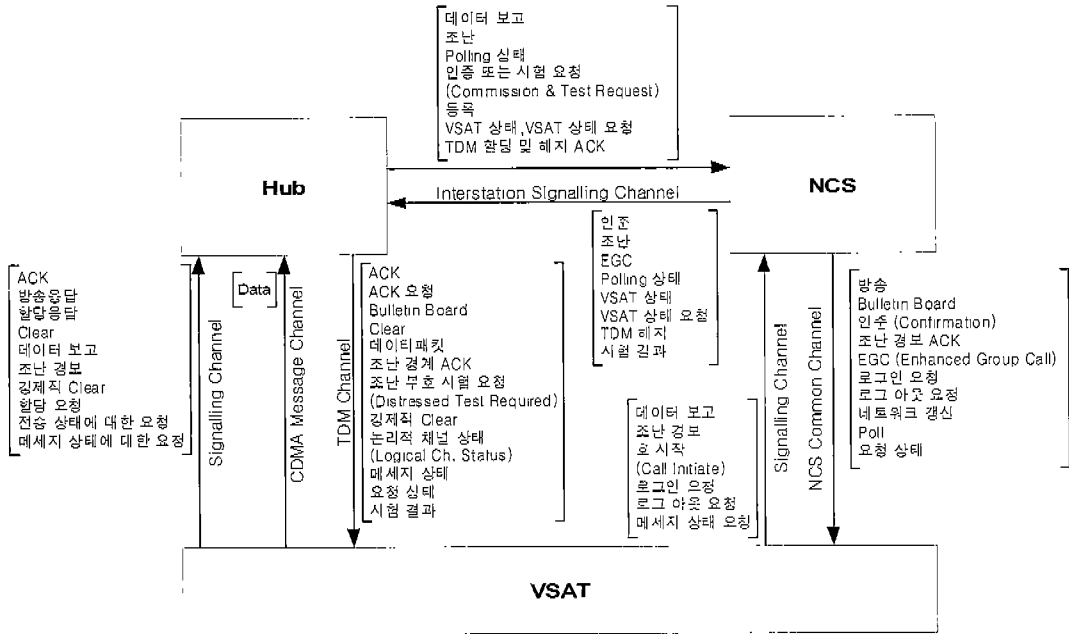 데이터 보고
조난
Polling 상태
인증 또는 시험 요청
(Commission & Test Request)
등록
VSAT 상태,VSAT 상태 요청
TDM 할당 및 해지 ACK
Hub
Interstation Signalling Channel
NCS
인준
조난
EGC
Polling 상태
VSAT 상태
VSAT 상태 요청
TDM 해지
시험 결과
ACK
방송응답
할당응답
Clear
데이터 보고
조난 경보
강제적 Clear
할당 요청
전송 상태에 대한 요청
메세지 상태에 대한 요청
Signalling Channel
Data
CDMA Message Channel
TDM Channel
ACK
ACK 요청
Bulletin Board
Clear
데이터패킷
조난 경계 ACK
조난 부호 시험 요청
(Distressed Test Required)
강제적 Clear
논리적 채널 상태
(Logical Ch. Status)
메세지 상태
요청 상태
시험 결과
데이터 보고
조난 경보
호 시작
(Call Initiate)
로그인 요청
로그 아웃 요청
메세지 상태 요청
Signalling Channel
NCS Common Channel
방송
Bulletin Board
인준 (Confirmation)
조난 경보 ACK
EGC (Enhanced Group Call)
로그인 요청
로그 아웃 요청
네트워크 갱신
Poll
요청 상태
VSAT